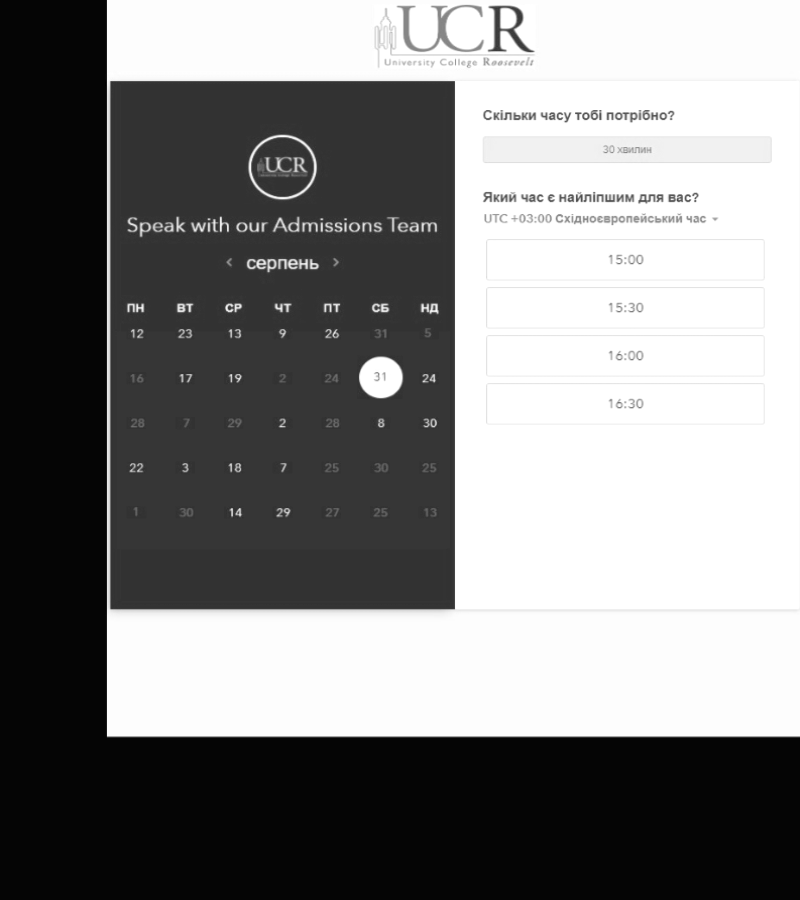 UCR
University College Roosevelt
UCR
Speak with our Admissions Team
< серпень >
ПН ВТ СР ЧТ ПТ СБ НД
12 23 13 9 26 31 5
16 17 19 2 24 31 24
28 7 29 2 28 8 30
22 3 18 7 25 30 25
1 30 14 29 27 25 13
Скільки часу тобі потрібно?
30 хвилин
Який час є найліпшим для вас?
UTC +03:00 Східноєвропейський час
15:00
15:30
16:00
16:30